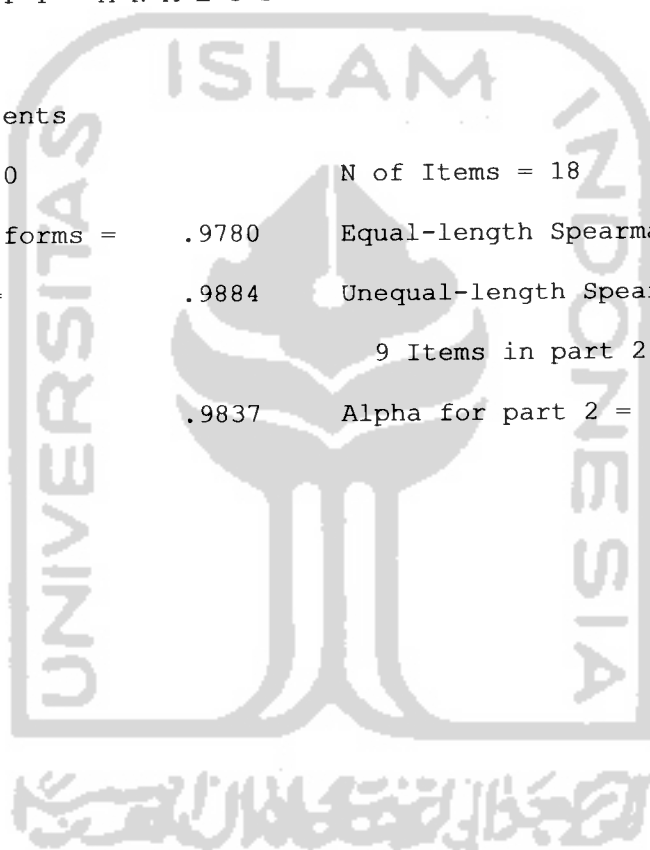 ISLAM
UNIVERSITAS
INDONESIA
ents
0 N of Items = 18
forms = .9780 Equal-length Spearma
= .9884 Unequal-length Spear
9 Items in part 2
.9837 Alpha for part 2 =